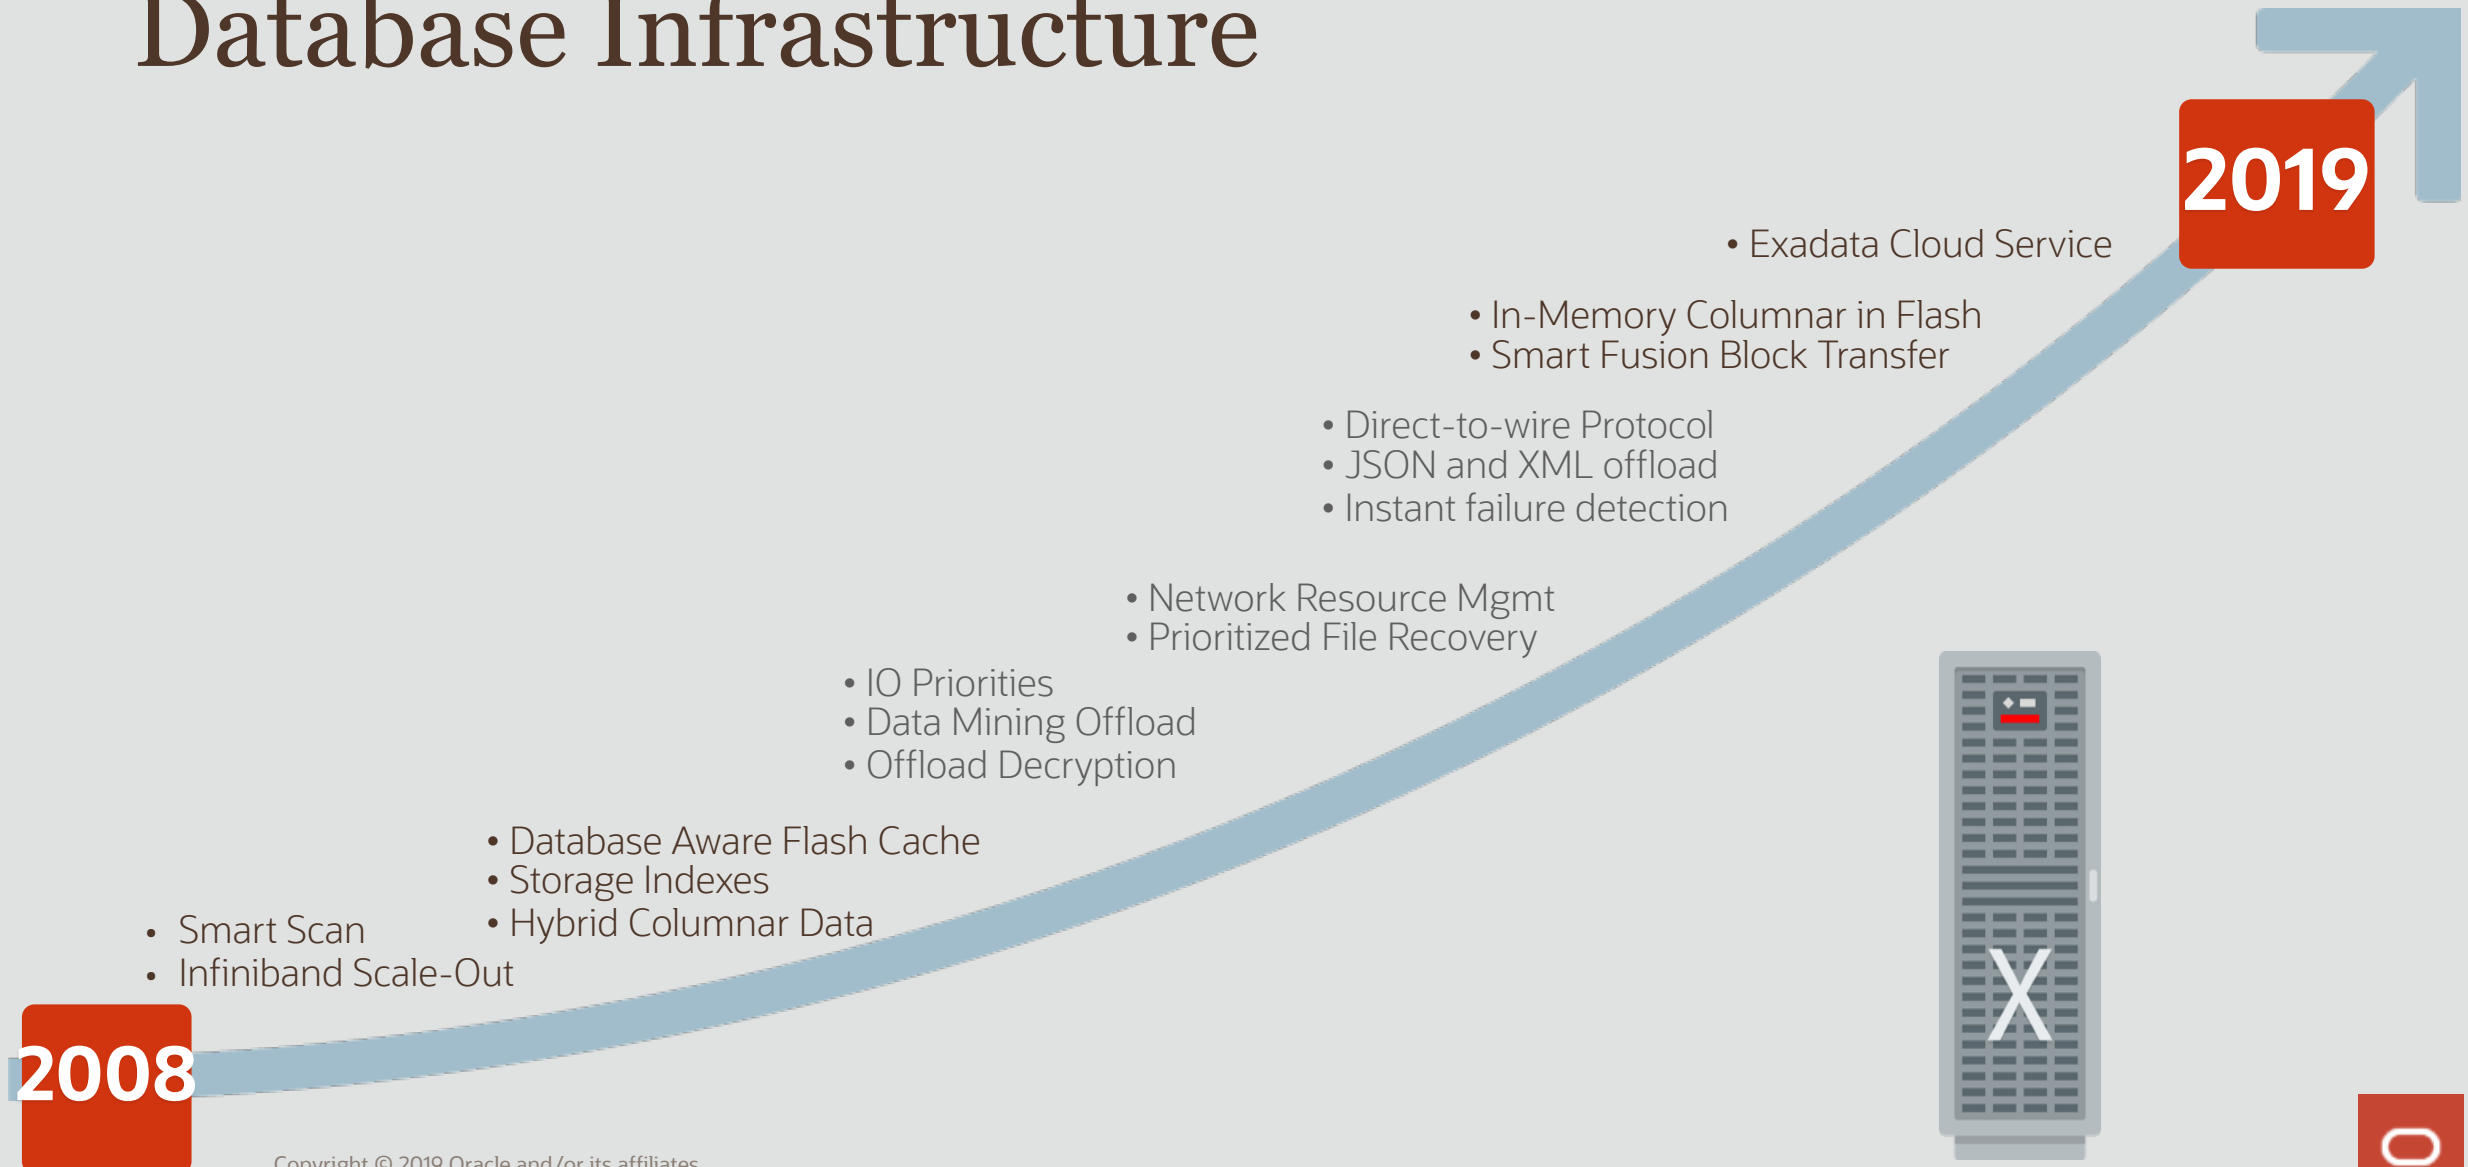 Database Infrastructure
2019
• Exadata Cloud Service
• In-Memory Columnar in Flash
• Smart Fusion Block Transfer
• Direct-to-wire Protocol
• JSON and XML offload
• Instant failure detection
• Network Resource Mgmt
• Prioritized File Recovery
• IO Priorities
• Data Mining Offload
• Offload Decryption
• Database Aware Flash Cache
• Storage Indexes
• Hybrid Columnar Data
• Smart Scan
• Infiniband Scale-Out
2008
X
Copyright © 2019 Oracle and/or its affiliates